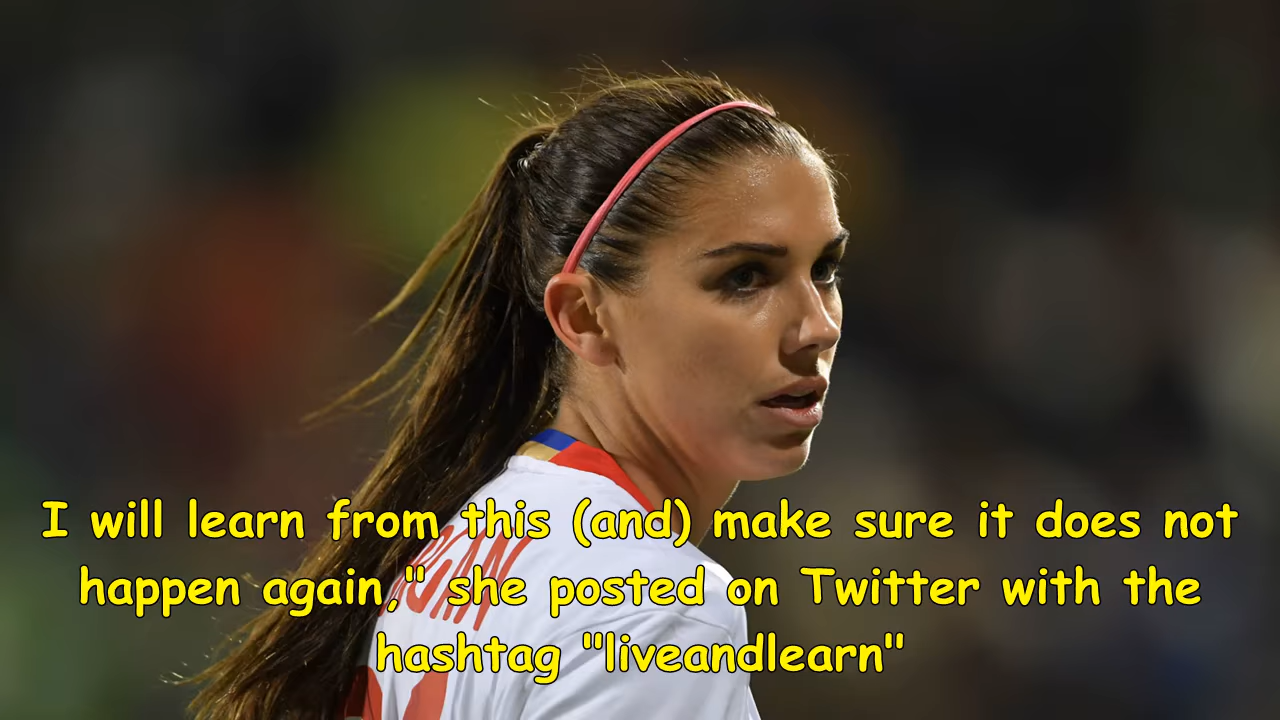 I will learn from this (and) make sure it does not
happen again," she posted on Twitter with the
hashtag "liveandlearn"